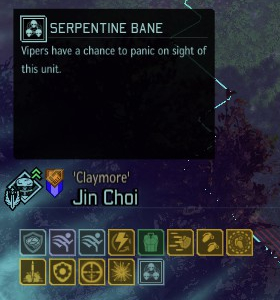 SERPENTINE BANE
Vipers have a chance to panic on sight of
this unit.
'Claymore'
Jin Choi